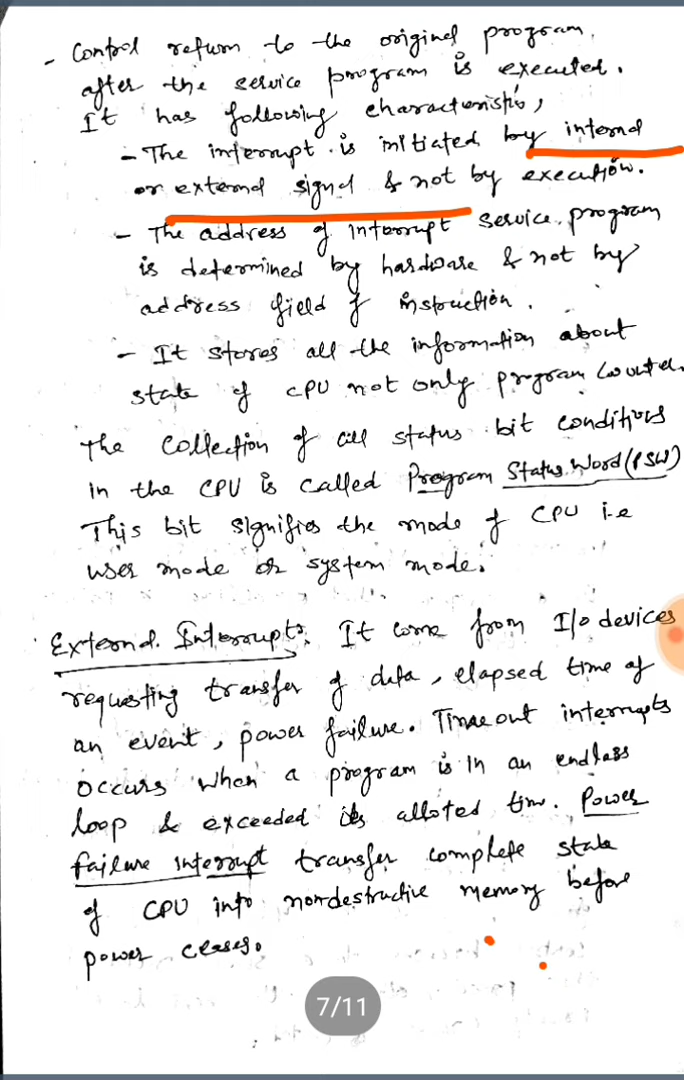 - Control return to the original program,
after the service program is executed.
It has following characteristics,
- The interrupt is initiated by internal
or external signal & not by execution.
- The address of interrupt service program
is determined by hardware & not by
address field of instruction.
- It stores all the information about
state of CPU not only program counter.
The collection of all status bit conditions
in the CPU is called Program Status Word (PSW)
This bit signifies the mode of CPU i.e
user mode or system mode.
External Interrupts: It come from I/o devices
requesting transfer of data, elapsed time of
an event, power failure. Time out interrupts
occurs when a program is in an endless
loop & exceeded its alloted time. Power
failure interrupt transfer complete state
of CPU into nondestructive memory before
power ceases.
7/11